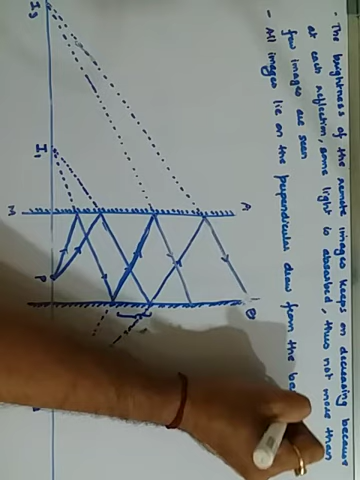 - The brightness of the remote images keeps on decreasing because
at each reflection, some light is absorbed, thus not more than
few images are seen
- All images lie on the perpendicular draw from the
I3
I1
M
A
P
B